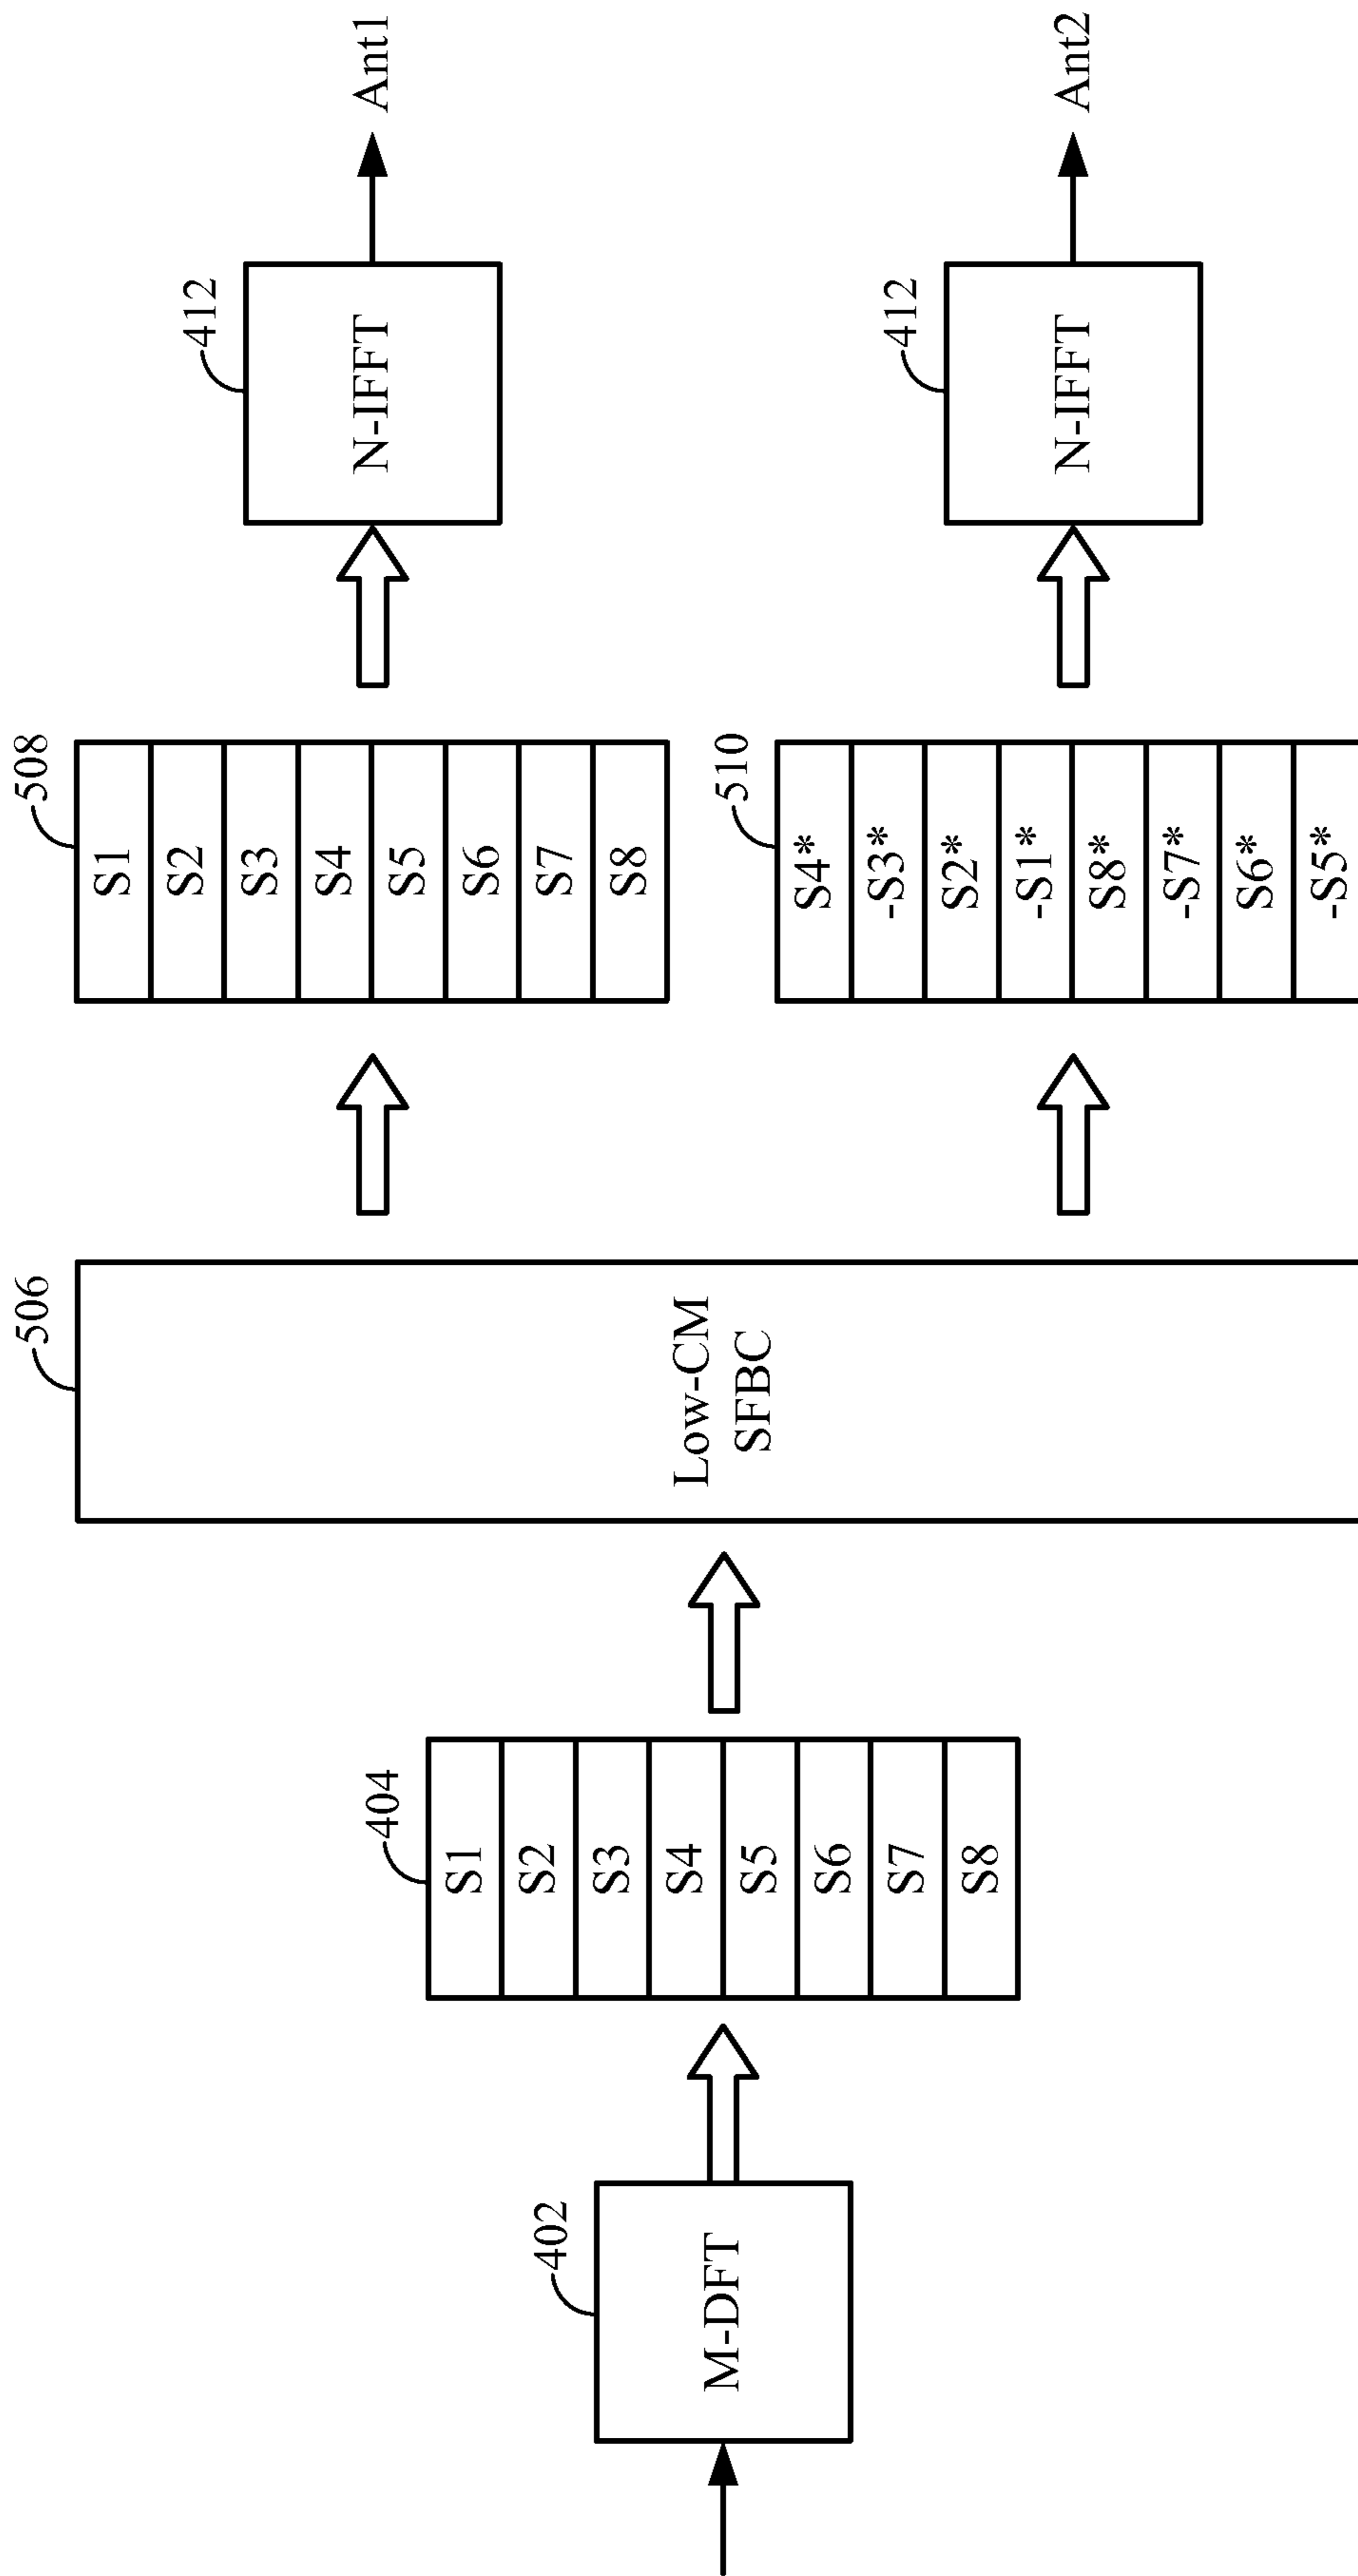 402
M-DFT
404
S1
S2
S3
S4
S5
S6
S7
S8
506
Low-CM
SFBC
508
S1
S2
S3
S4
S5
S6
S7
S8
510
S4*
-S3*
S2*
-S1*
S8*
-S7*
S6*
-S5*
412
N-IFFT
Ant1
412
N-IFFT
Ant2